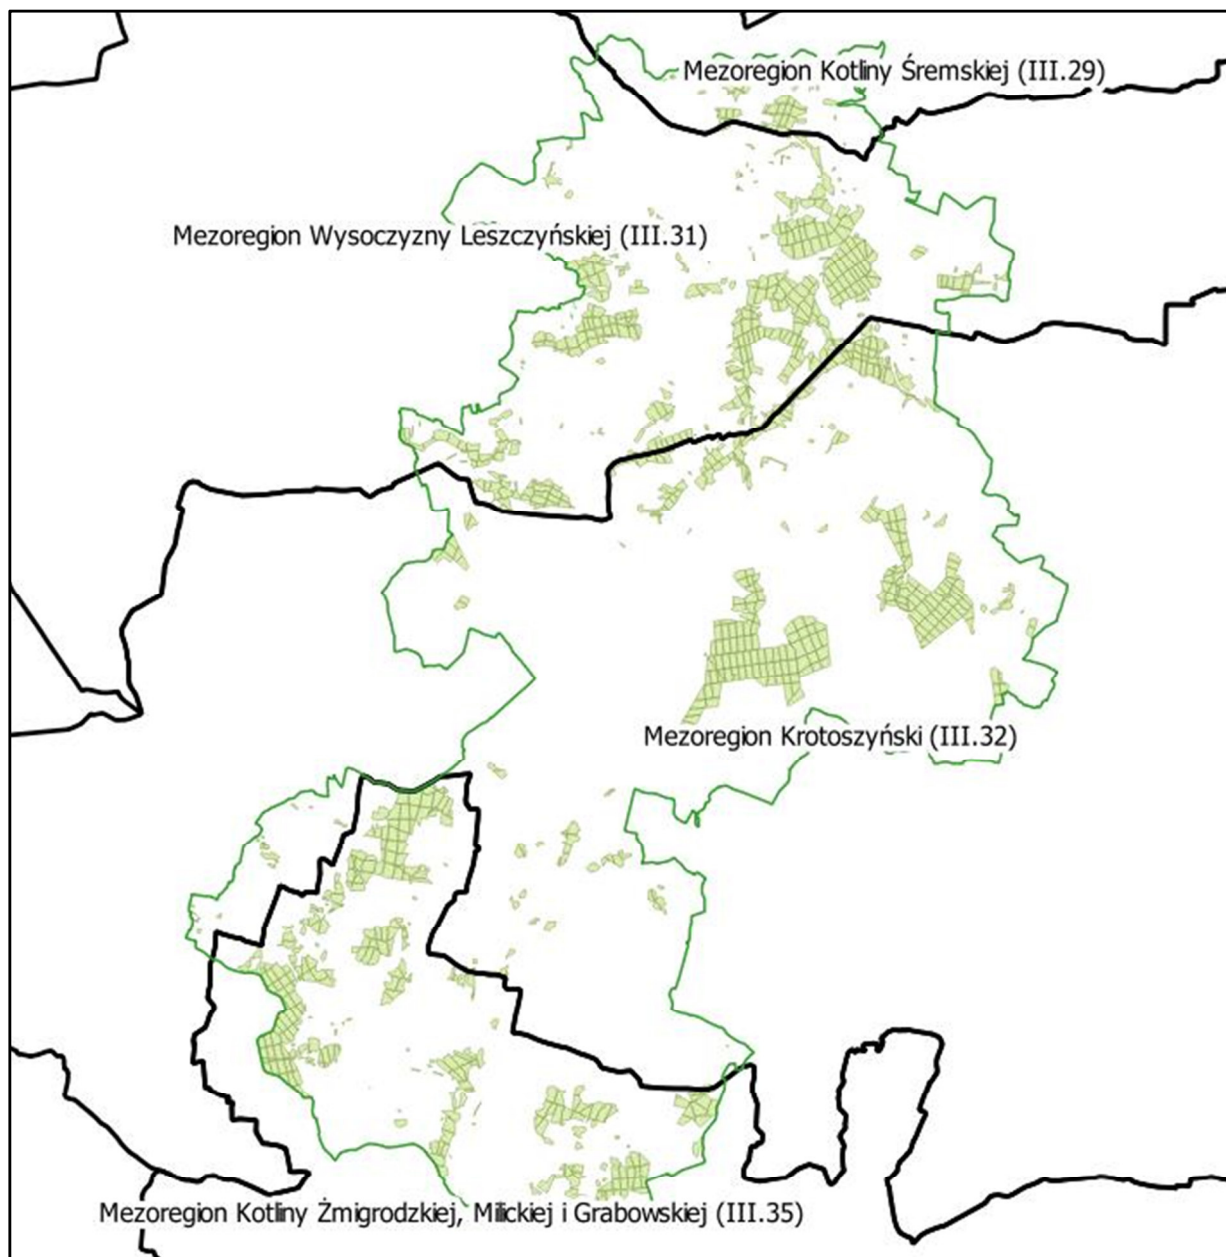 Mezoregion Kotliny Śremskiej (III.29)
Mezoregion Wysoczyzny Leszczyńskiej (III.31)
Mezoregion Krotoszyński (III.32)
Mezoregion Kotliny Żmigrodzkiej, Milickiej i Grabowskiej (III.35)